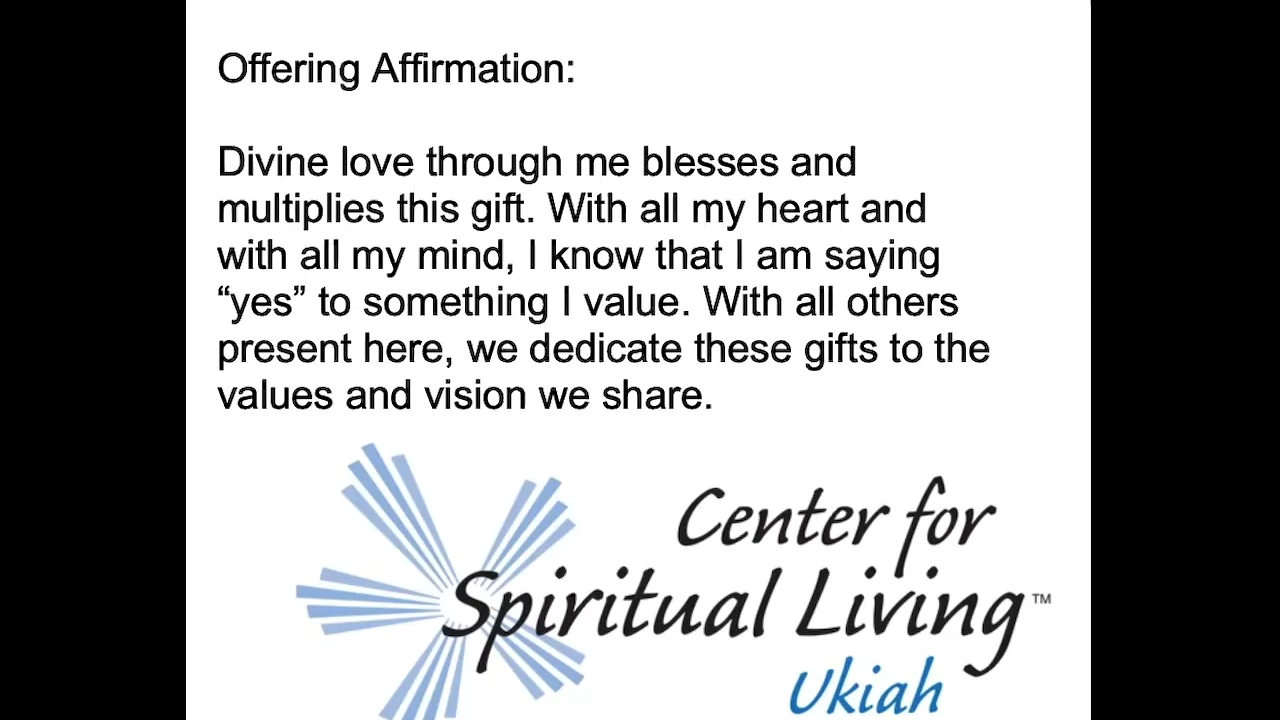 Offering Affirmation:
Divine love through me blesses and
multiplies this gift. With all my heart and
with all my mind, I know that I am saying
“yes” to something I value. With all others
present here, we dedicate these gifts to the
values and vision we share.
Center for
Spiritual Living™
Ukiah